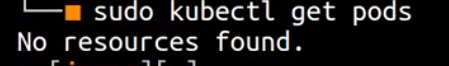 sudo kubectl get pods
No resources found.